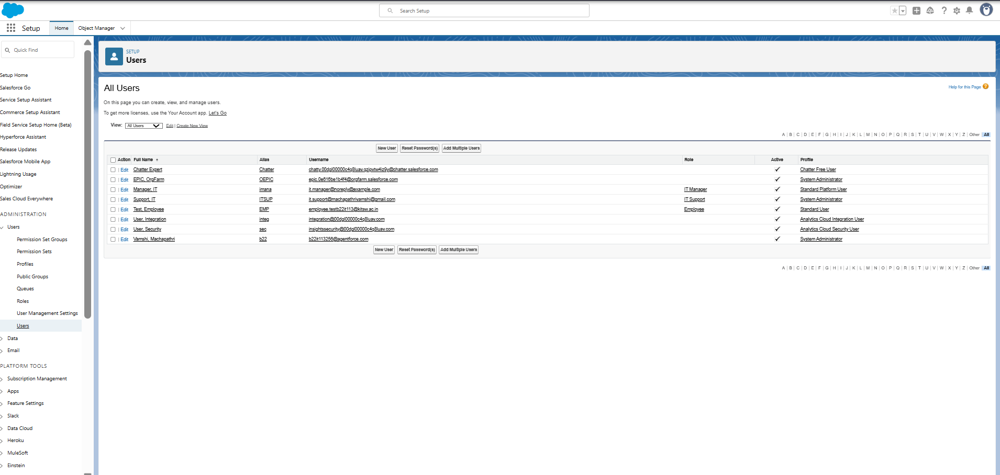 Search Setup
Setup Home Object Manager
Quick Find
Setup Home
Salesforce Go
Service Setup Assistant
Commerce Setup Assistant
Field Service Setup Home (Beta)
Hyperforce Assistant
Release Updates
Salesforce Mobile App
Lightning Usage
Optimizer
Sales Cloud Everywhere
ADMINISTRATION
Users
Permission Set Groups
Permission Sets
Profiles
Public Groups
Queues
Roles
User Management Settings
Users
Data
Email
PLATFORM TOOLS
Subscription Management
Apps
Feature Settings
Slack
Data Cloud
Heroku
MuleSoft
Einstein
SETUP
Users
All Users
Help for this Page ?
On this page you can create, view, and manage users.
To get more licenses, use the Your Account app. Let's Go
View: All Users Edit | Create New View
A | B | C | D | E | F | G | H | I | J | K | L | M | N | O | P | Q | R | S | T | U | V | W | X | Y | Z | Other All
New User Reset Password(s) Add Multiple Users
Action Full Name ↑ Alias Username Role Active Profile
| Edit Chatter Expert Chatter chatty.00dgl00000c4q8luav.qzipvtw4iz9y@chatter.salesforce.com ✓ Chatter Free User
| Edit EPIC, OrgFarm OEPIC epic.0e616be1b4f4@orgfarm.salesforce.com ✓ System Administrator
| Edit Manager, IT imana it.manager@noreply@example.com IT Manager ✓ Standard Platform User
| Edit Support, IT ITSUP it.support@machapathrivamshi@gmail.com IT Support ✓ System Administrator
| Edit Test, Employee EMP employee.testb22it113@kitsw.ac.in Employee ✓ Standard User
| Edit User, Integration integ integration@00dgl00000c4q8luav.com ✓ Analytics Cloud Integration User
| Edit User, Security sec insightssecurity@00dgl00000c4q8luav.com ✓ Analytics Cloud Security User
| Edit Vamshi, Machapathri b22 b22it113256@agentforce.com ✓ System Administrator
New User Reset Password(s) Add Multiple Users
A | B | C | D | E | F | G | H | I | J | K | L | M | N | O | P | Q | R | S | T | U | V | W | X | Y | Z | Other All